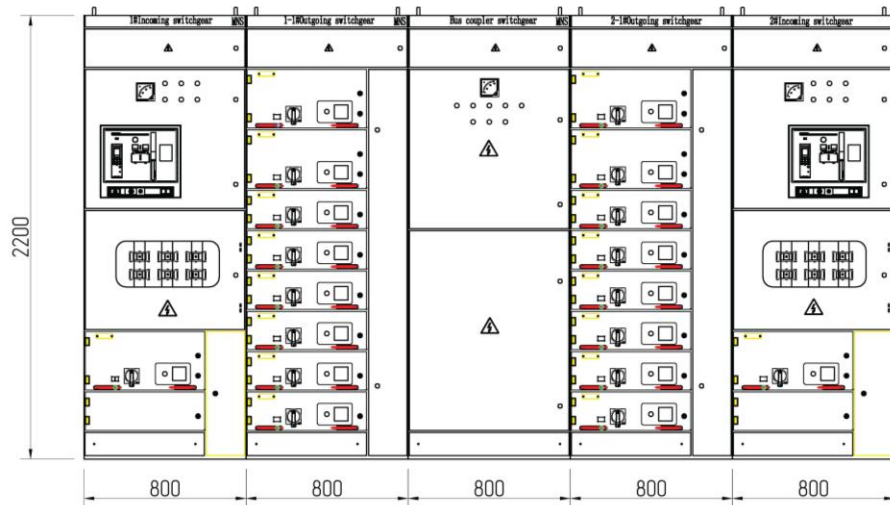 1#Incoming switchgear MNS
1-1#Outgoing switchgear MNS
Bus coupler switchgear MNS
2-1#Outgoing switchgear MNS
2#Incoming switchgear MNS
2200
800 800 800 800 800